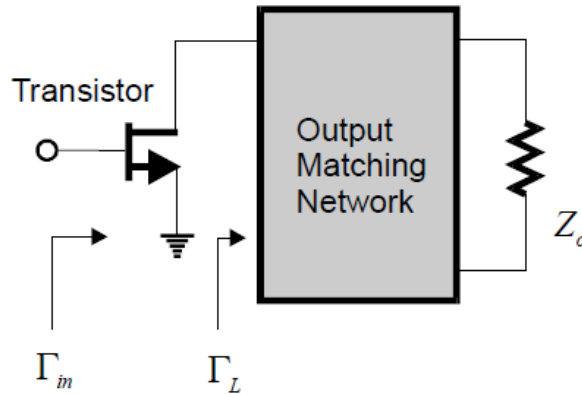 Transistor
Output
Matching
Network
Γin
ΓL